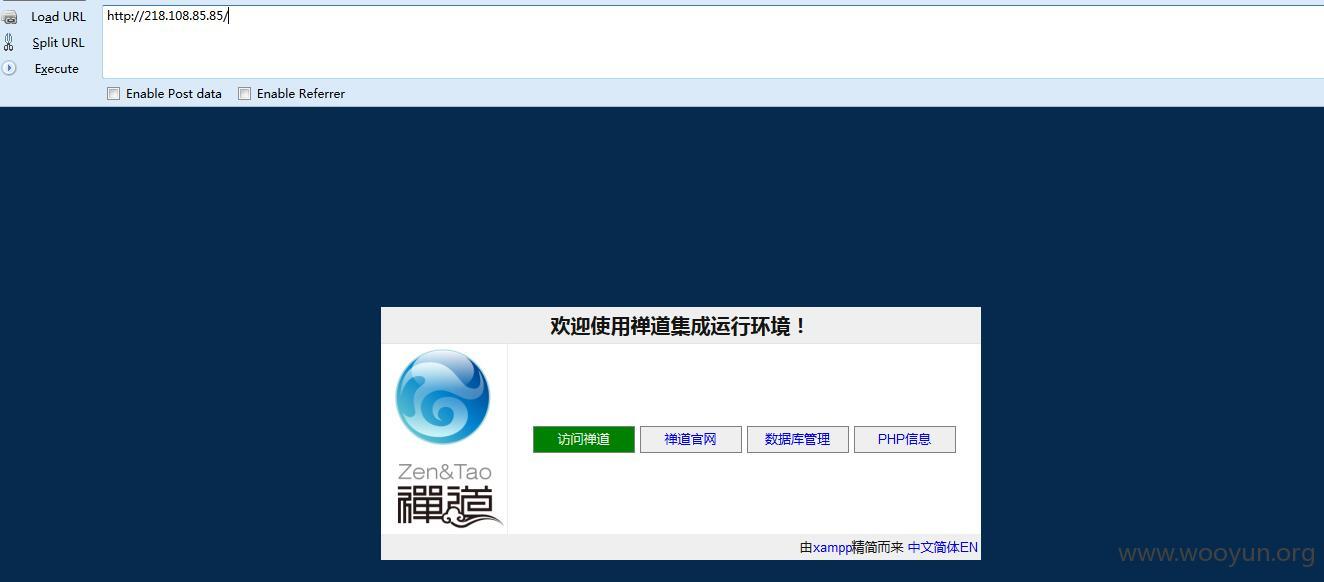 Load URL
http://218.108.85.85/
Split URL
Execute
Enable Post data Enable Referrer
欢迎使用禅道集成运行环境！
Zen&Tao
禪道
访问禅道 禅道官网 数据库管理 PHP信息
由xampp精简而来 中文简体EN
www.wooyun.org